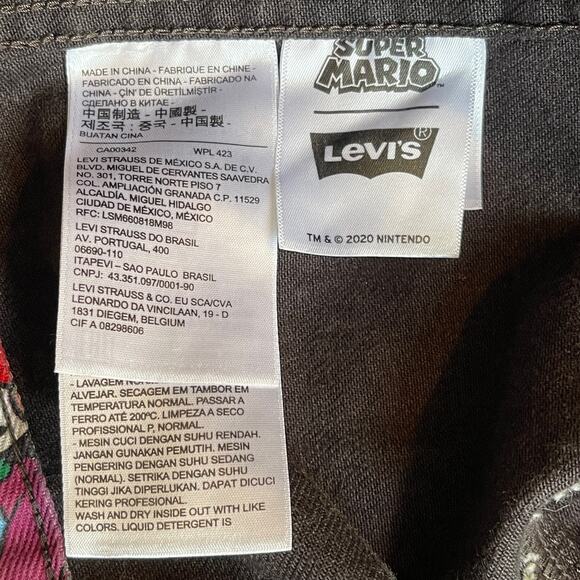 MADE IN CHINA - FABRIQUE EN CHINE -
FABRICADO EN CHINA - FABRICADO NA
CHINA - ÇİN' DE ÜRETİLMİŞTİR -
СДЕЛАНО В КИТАЕ -
中国制造 - 中國製 -
제조국 : 중국 - 中国製 -
BUATAN CINA
CA00342 WPL 423
LEVI STRAUSS DE MÉXICO S.A. DE C.V.
BLVD. MIGUEL DE CERVANTES SAAVEDRA
NO. 301, TORRE NORTE PISO 7
COL. AMPLIACIÓN GRANADA C.P. 11529
ALCALDÍA. MIGUEL HIDALGO
CIUDAD DE MÉXICO, MÉXICO
RFC: LSM660818M98
LEVI STRAUSS DO BRASIL
AV. PORTUGAL, 400
06690-110
ITAPEVI – SAO PAULO BRASIL
CNPJ: 43.351.097/0001-90
LEVI STRAUSS & CO. EU SCA/CVA
LEONARDO DA VINCILAAN, 19 - D
1831 DIEGEM, BELGIUM
CIF A 08298606
- LAVAGEM
ALVEJAR. SECAGEM EM TAMBOR EM
TEMPERATURA NORMAL. PASSAR A
FERRO ATÉ 200ºC. LIMPEZA A SECO
PROFISSIONAL P, NORMAL.
- MESIN CUCI DENGAN SUHU RENDAH.
JANGAN GUNAKAN PEMUTIH. MESIN
PENGERING DENGAN SUHU SEDANG
(NORMAL). SETRIKA DENGAN SUHU
TINGGI JIKA DIPERLUKAN. DAPAT DICUCI
KERING PROFESIONAL.
WASH AND DRY INSIDE OUT WITH LIKE
COLORS. LIQUID DETERGENT IS
SUPER
MARIO™
LEVI'S®
TM & © 2020 NINTENDO